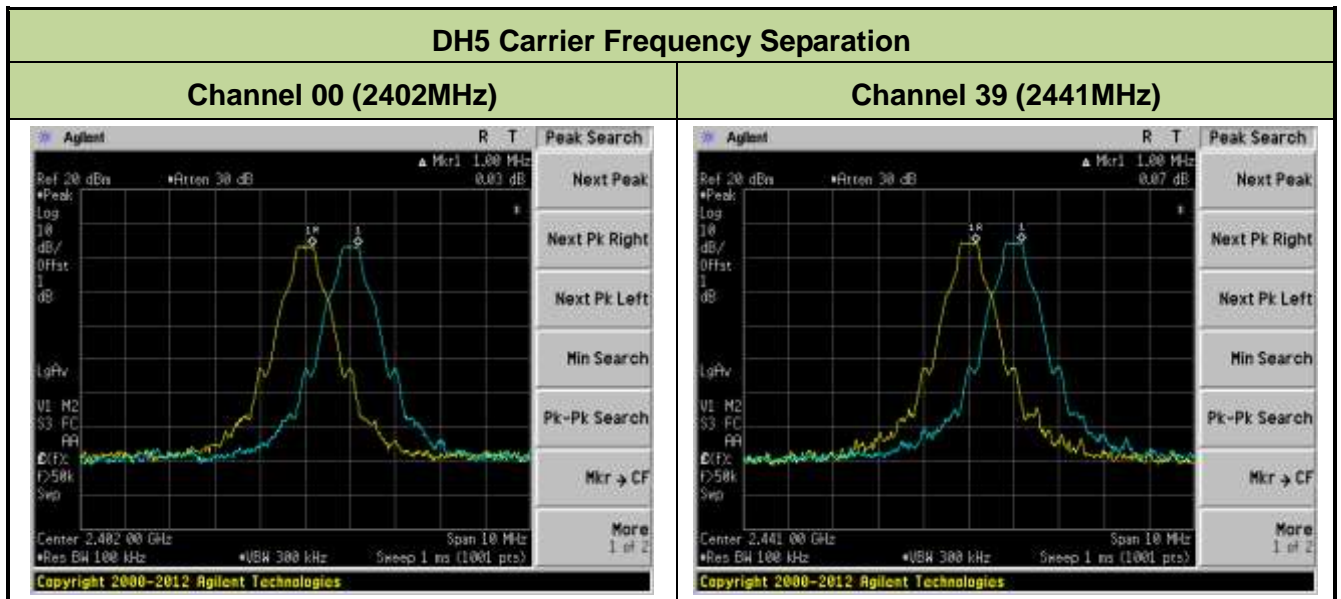 DH5 Carrier Frequency Separation
Channel 00 (2402MHz)
Channel 39 (2441MHz)
Agilent R T Peak Search
▲ Mkr1 1.00 MHz
Ref 20 dBm •Atten 30 dB 0.03 dB
•Peak
Log
10
dB/
Offst
1
dB
LgAv
V1 M2
S3 FC
AA
£(f):
f>50k
Swp
1R
1
Center 2.402 00 GHz Span 10 MHz
•Res BW 100 kHz •VBW 300 kHz Sweep 1 ms (1001 pts)
Copyright 2000-2012 Agilent Technologies
Next Peak
Next Pk Right
Next Pk Left
Min Search
Pk-Pk Search
Mkr → CF
More
1 of 2
Agilent R T Peak Search
▲ Mkr1 1.00 MHz
Ref 20 dBm •Atten 30 dB 0.07 dB
•Peak
Log
10
dB/
Offst
1
dB
LgAv
V1 M2
S3 FC
AA
£(f):
f>50k
Swp
1R
1
Center 2.441 00 GHz Span 10 MHz
•Res BW 100 kHz •VBW 300 kHz Sweep 1 ms (1001 pts)
Copyright 2000-2012 Agilent Technologies
Next Peak
Next Pk Right
Next Pk Left
Min Search
Pk-Pk Search
Mkr → CF
More
1 of 2